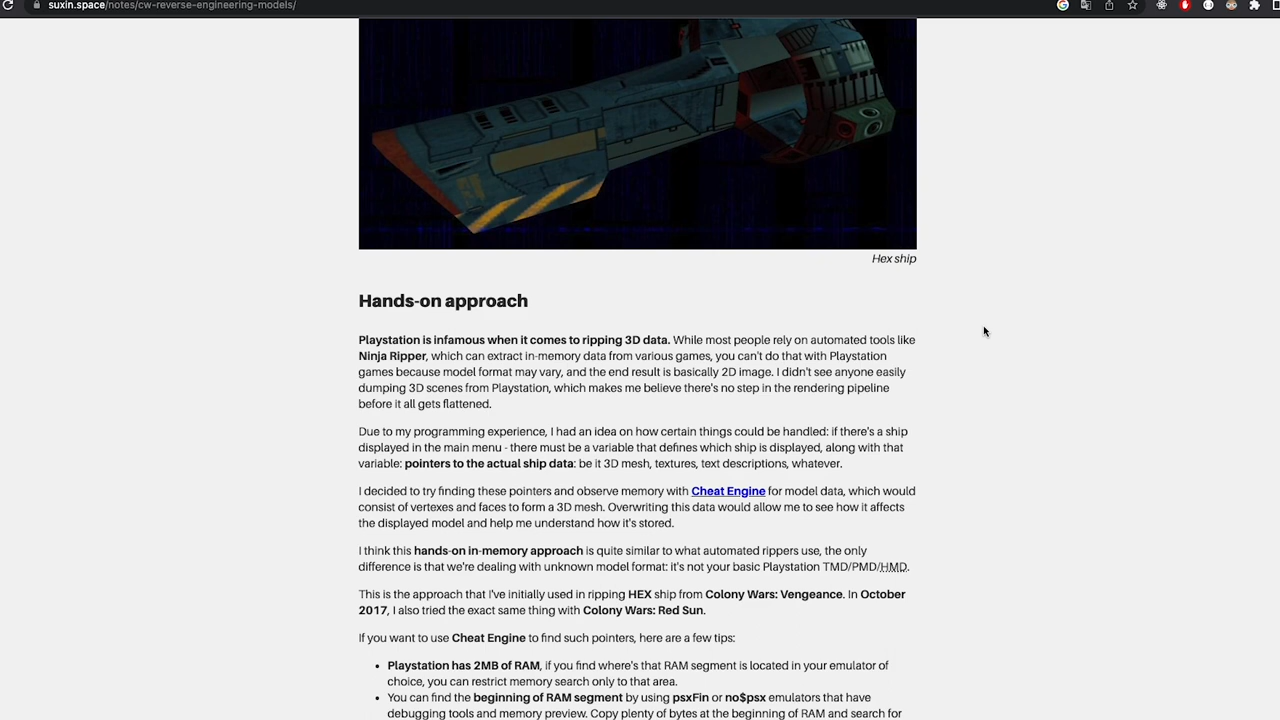 suxin.space/notes/cw-reverse-engineering-models/
Hex ship
Hands-on approach
Playstation is infamous when it comes to ripping 3D data. While most people rely on automated tools like
Ninja Ripper, which can extract in-memory data from various games, you can't do that with Playstation
games because model format may vary, and the end result is basically 2D image. I didn't see anyone easily
dumping 3D scenes from Playstation, which makes me believe there's no step in the rendering pipeline
before it all gets flattened.
Due to my programming experience, I had an idea on how certain things could be handled: if there's a ship
displayed in the main menu - there must be a variable that defines which ship is displayed, along with that
variable: pointers to the actual ship data: be it 3D mesh, textures, text descriptions, whatever.
I decided to try finding these pointers and observe memory with Cheat Engine for model data, which would
consist of vertexes and faces to form a 3D mesh. Overwriting this data would allow me to see how it affects
the displayed model and help me understand how it's stored.
I think this hands-on in-memory approach is quite similar to what automated rippers use, the only
difference is that we're dealing with unknown model format: it's not your basic Playstation TMD/PMD/HMD.
This is the approach that I've initially used in ripping HEX ship from Colony Wars: Vengeance. In October
2017, I also tried the exact same thing with Colony Wars: Red Sun.
If you want to use Cheat Engine to find such pointers, here are a few tips:
• Playstation has 2MB of RAM, if you find where's that RAM segment is located in your emulator of
choice, you can restrict memory search only to that area.
• You can find the beginning of RAM segment by using psxFin or no$psx emulators that have
debugging tools and memory preview. Copy plenty of bytes at the beginning of RAM and search for